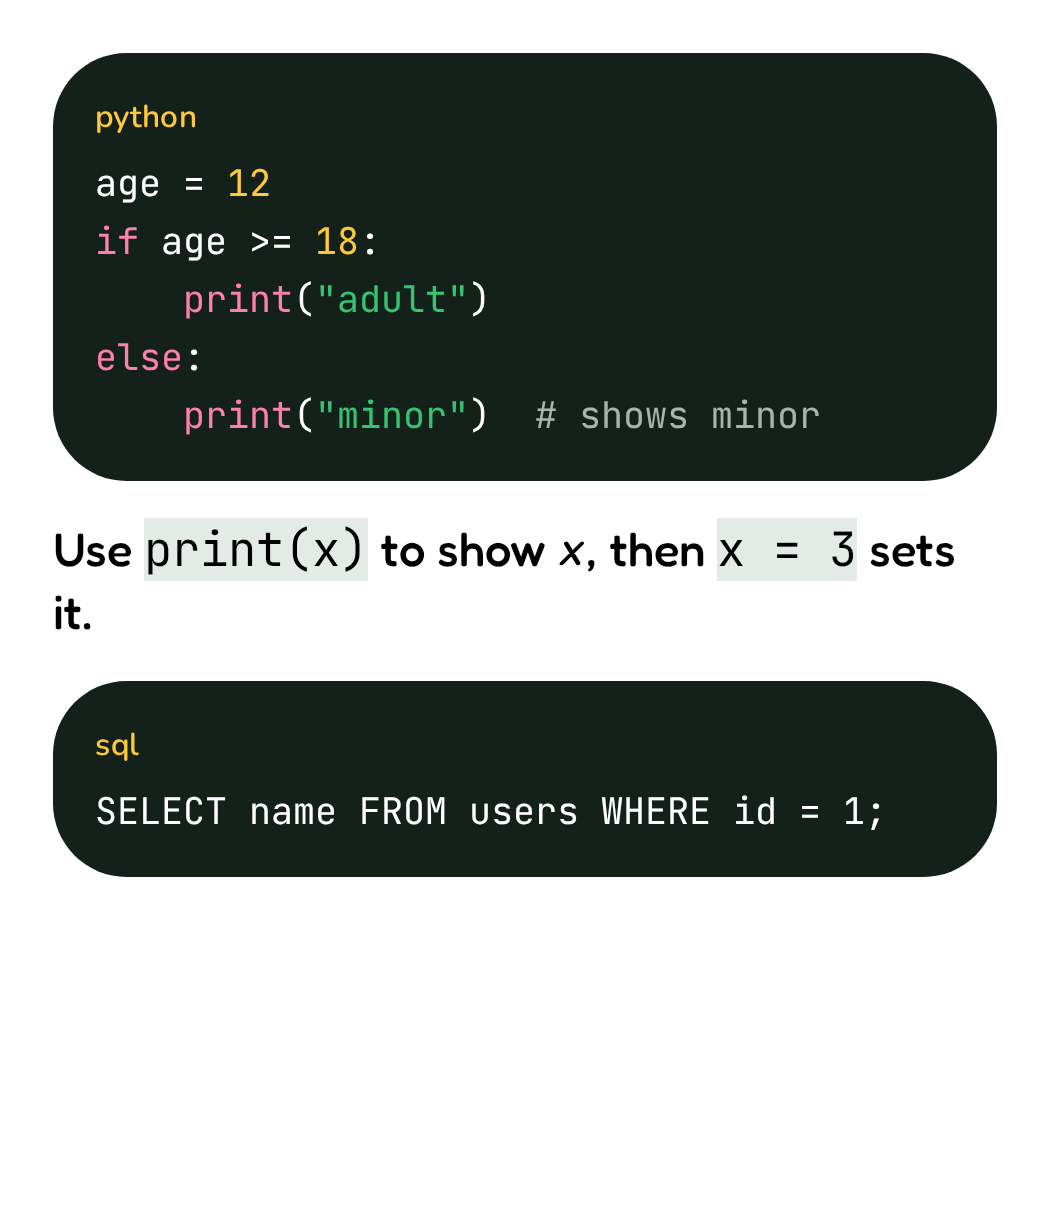 python
age = 12
if age >= 18:
    print("adult")
else:
    print("minor")  # shows minor
Use print(x) to show x, then x = 3 sets
it.
sql
SELECT name FROM users WHERE id = 1;